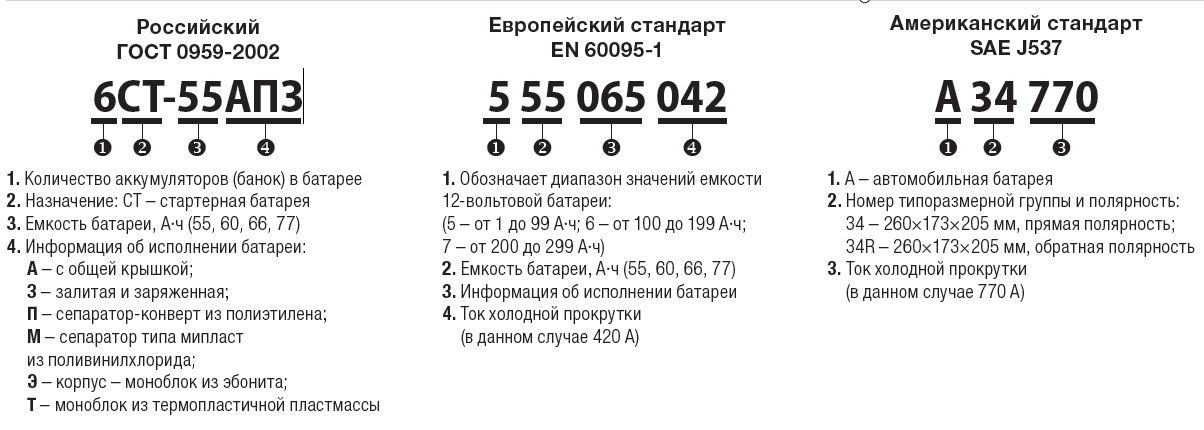 Российский
ГОСТ 0959-2002
6СТ-55АПЗ
1 2 3 4
1. Количество аккумуляторов (банок) в батарее
2. Назначение: СТ – стартерная батарея
3. Емкость батареи, А·ч (55, 60, 66, 77)
4. Информация об исполнении батареи:
А – с общей крышкой;
З – залитая и заряженная;
П – сепаратор-конверт из полиэтилена;
М – сепаратор типа мипласт
из поливинилхлорида;
Э – корпус – моноблок из эбонита;
Т – моноблок из термопластичной пластмассы
Европейский стандарт
EN 60095-1
5 55 065 042
1 2 3 4
1. Обозначает диапазон значений емкости
12-вольтовой батареи:
(5 – от 1 до 99 А·ч; 6 – от 100 до 199 А·ч;
7 – от 200 до 299 А·ч)
2. Емкость батареи, А·ч (55, 60, 66, 77)
3. Информация об исполнении батареи
4. Ток холодной прокрутки
(в данном случае 420 А)
Американский стандарт
SAE J537
А 34 770
1 2 3
1. А – автомобильная батарея
2. Номер типоразмерной группы и полярность:
34 – 260×173×205 мм, прямая полярность;
34R – 260×173×205 мм, обратная полярность
3. Ток холодной прокрутки
(в данном случае 770 А)